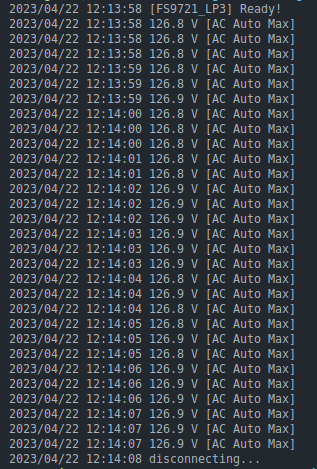 2023/04/22 12:13:58 [FS9721_LP3] Ready!
2023/04/22 12:13:58 126.8 V [AC Auto Max]
2023/04/22 12:13:58 126.8 V [AC Auto Max]
2023/04/22 12:13:58 126.8 V [AC Auto Max]
2023/04/22 12:13:59 126.8 V [AC Auto Max]
2023/04/22 12:13:59 126.8 V [AC Auto Max]
2023/04/22 12:13:59 126.9 V [AC Auto Max]
2023/04/22 12:14:00 126.8 V [AC Auto Max]
2023/04/22 12:14:00 126.8 V [AC Auto Max]
2023/04/22 12:14:00 126.8 V [AC Auto Max]
2023/04/22 12:14:01 126.8 V [AC Auto Max]
2023/04/22 12:14:01 126.8 V [AC Auto Max]
2023/04/22 12:14:02 126.9 V [AC Auto Max]
2023/04/22 12:14:02 126.9 V [AC Auto Max]
2023/04/22 12:14:02 126.9 V [AC Auto Max]
2023/04/22 12:14:03 126.9 V [AC Auto Max]
2023/04/22 12:14:03 126.9 V [AC Auto Max]
2023/04/22 12:14:03 126.9 V [AC Auto Max]
2023/04/22 12:14:04 126.8 V [AC Auto Max]
2023/04/22 12:14:04 126.9 V [AC Auto Max]
2023/04/22 12:14:04 126.8 V [AC Auto Max]
2023/04/22 12:14:05 126.9 V [AC Auto Max]
2023/04/22 12:14:05 126.9 V [AC Auto Max]
2023/04/22 12:14:05 126.8 V [AC Auto Max]
2023/04/22 12:14:06 126.9 V [AC Auto Max]
2023/04/22 12:14:06 126.9 V [AC Auto Max]
2023/04/22 12:14:06 126.9 V [AC Auto Max]
2023/04/22 12:14:07 126.9 V [AC Auto Max]
2023/04/22 12:14:07 126.9 V [AC Auto Max]
2023/04/22 12:14:07 126.9 V [AC Auto Max]
2023/04/22 12:14:08 disconnecting...